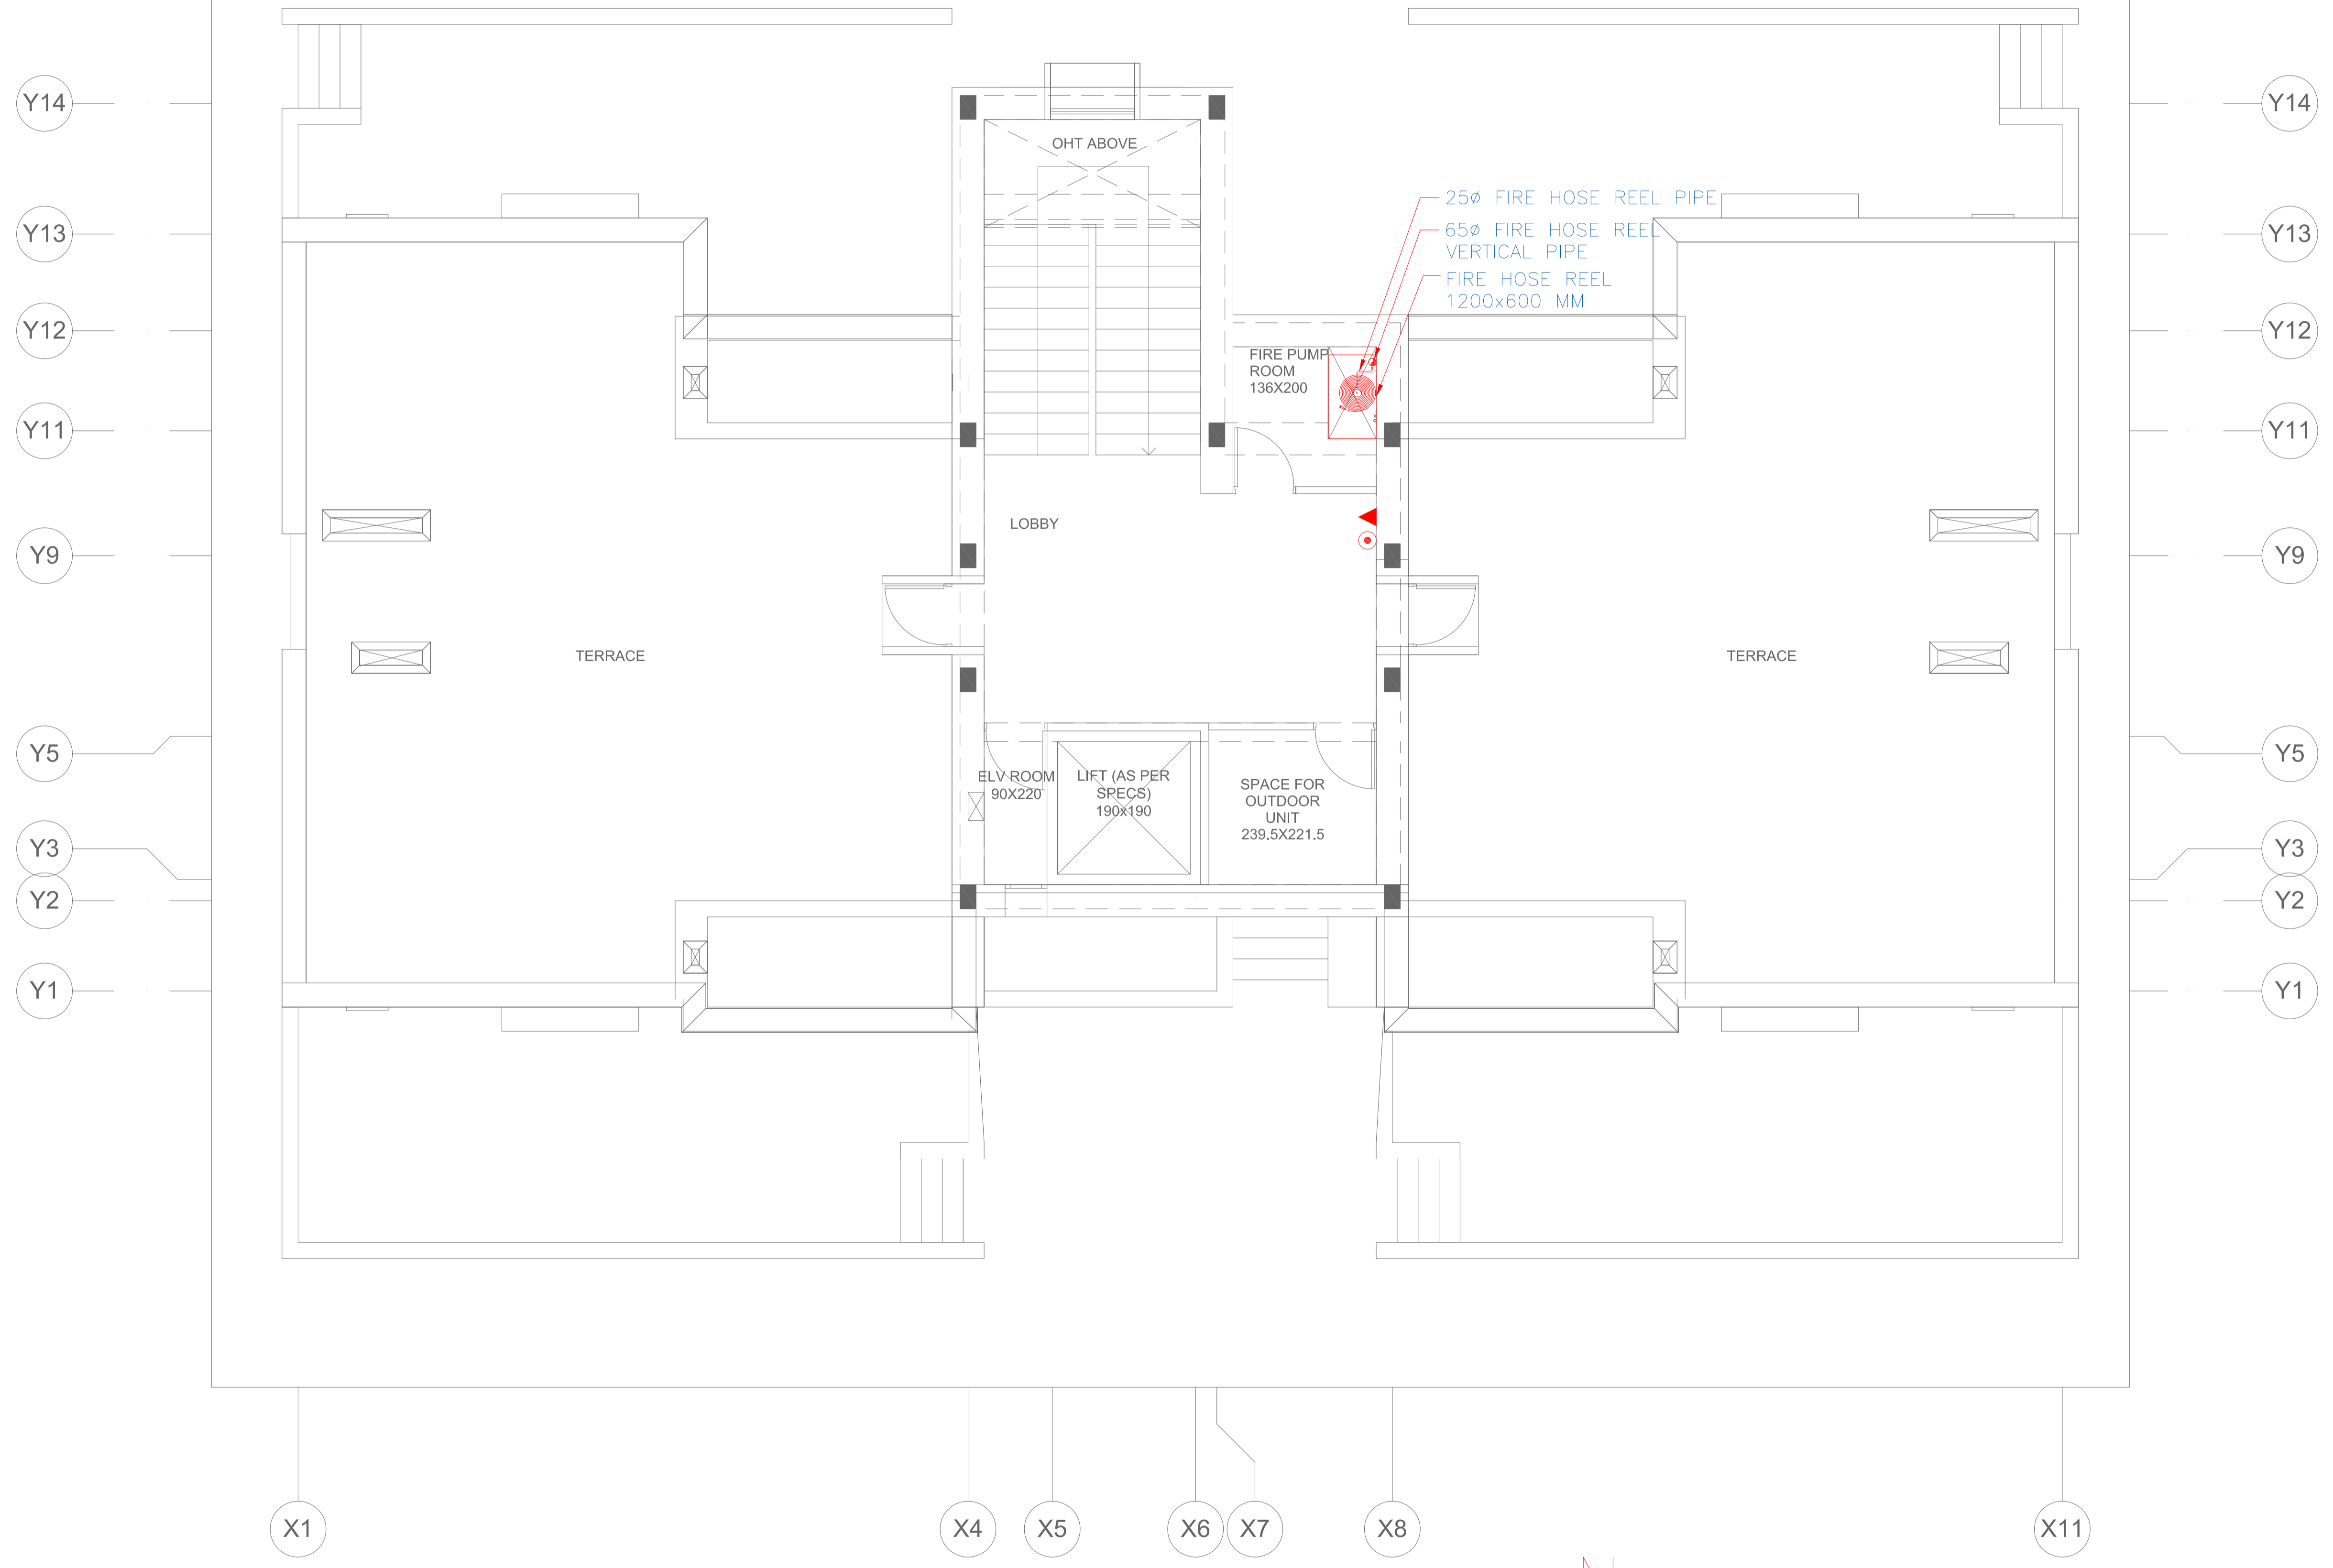 Y14
Y14
OHT ABOVE
25ø FIRE HOSE REEL PIPE
Y13
65ø FIRE HOSE REEL
VERTICAL PIPE
Y13
FIRE HOSE REEL
1200x600 MM
Y12
Y12
FIRE PUMP
ROOM
136X200
Y11
Y11
LOBBY
Y9
Y9
TERRACE
TERRACE
Y5
Y5
ELV ROOM
90X220
LIFT (AS PER
SPECS)
190x190
SPACE FOR
OUTDOOR
UNIT
239.5X221.5
Y3
Y3
Y2
Y2
Y1
Y1
X1
X4
X5
X6
X7
X8
X11